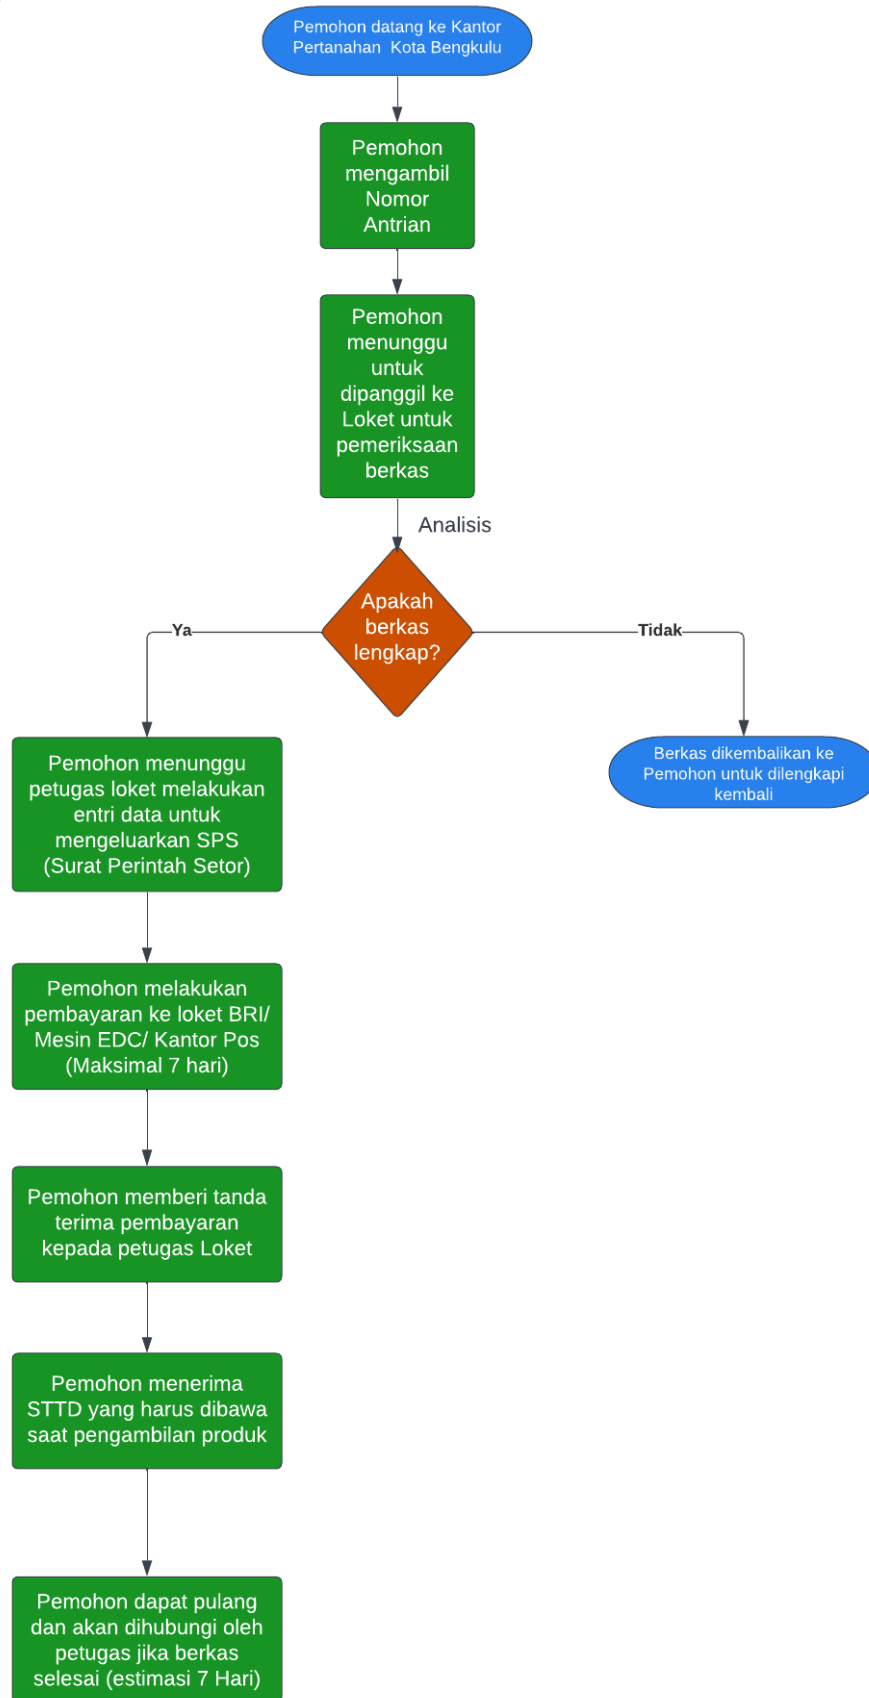 Pemohon datang ke Kantor
Pertanahan  Kota Bengkulu
Pemohon
mengambil
Nomor
Antrian
Pemohon
menunggu
untuk
dipanggil ke
Loket untuk
pemeriksaan
berkas
Analisis
Apakah
berkas
lengkap?
Ya
Tidak
Pemohon menunggu
petugas loket melakukan
entri data untuk
mengeluarkan SPS
(Surat Perintah Setor)
Berkas dikembalikan ke
Pemohon untuk dilengkapi
kembali
Pemohon melakukan
pembayaran ke loket BRI/
Mesin EDC/ Kantor Pos
(Maksimal 7 hari)
Pemohon memberi tanda
terima pembayaran
kepada petugas Loket
Pemohon menerima
STTD yang harus dibawa
saat pengambilan produk
Pemohon dapat pulang
dan akan dihubungi oleh
petugas jika berkas
selesai (estimasi 7 Hari)